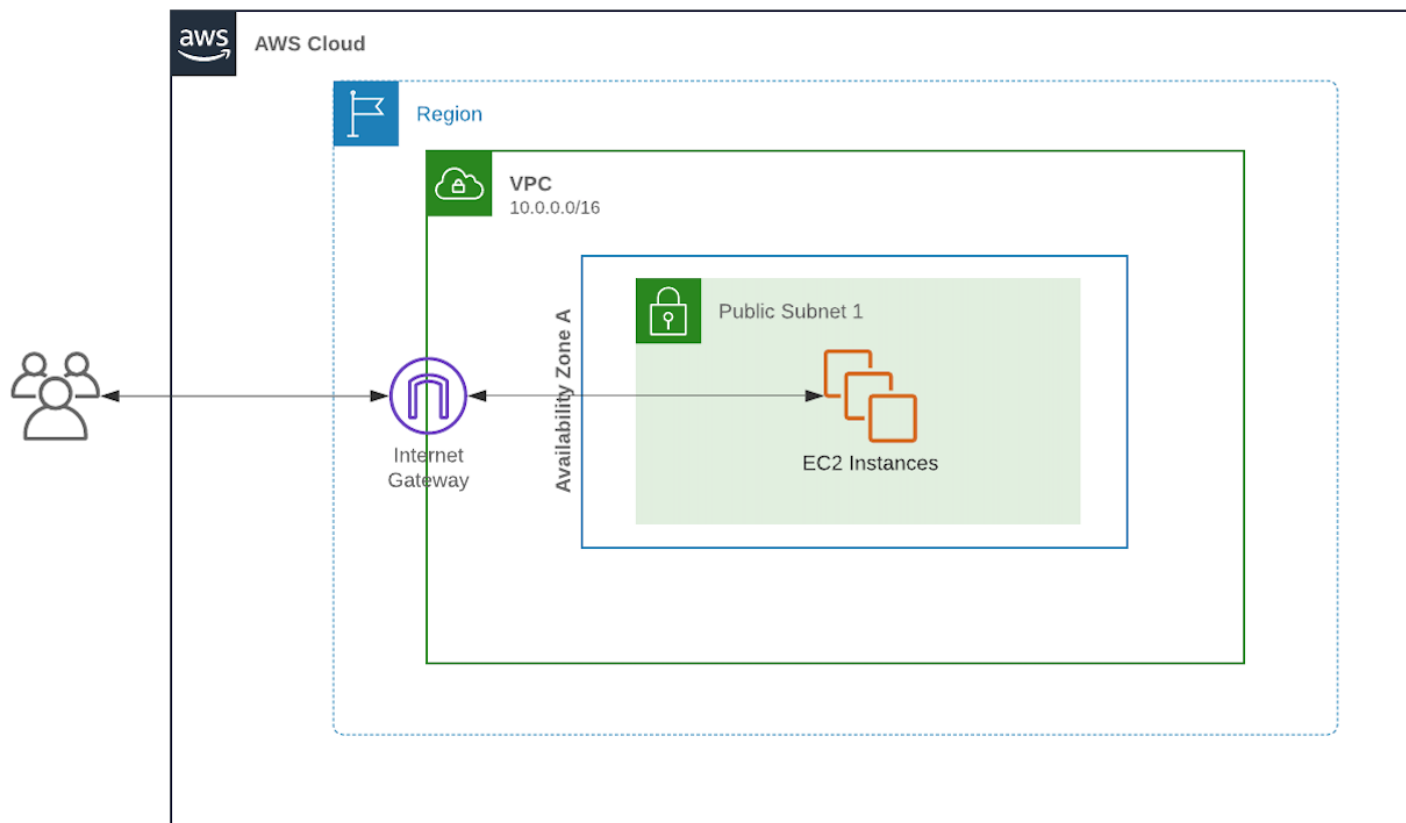 aws
AWS Cloud
Region
VPC
10.0.0.0/16
Availability Zone A
Public Subnet 1
Internet
Gateway
EC2 Instances